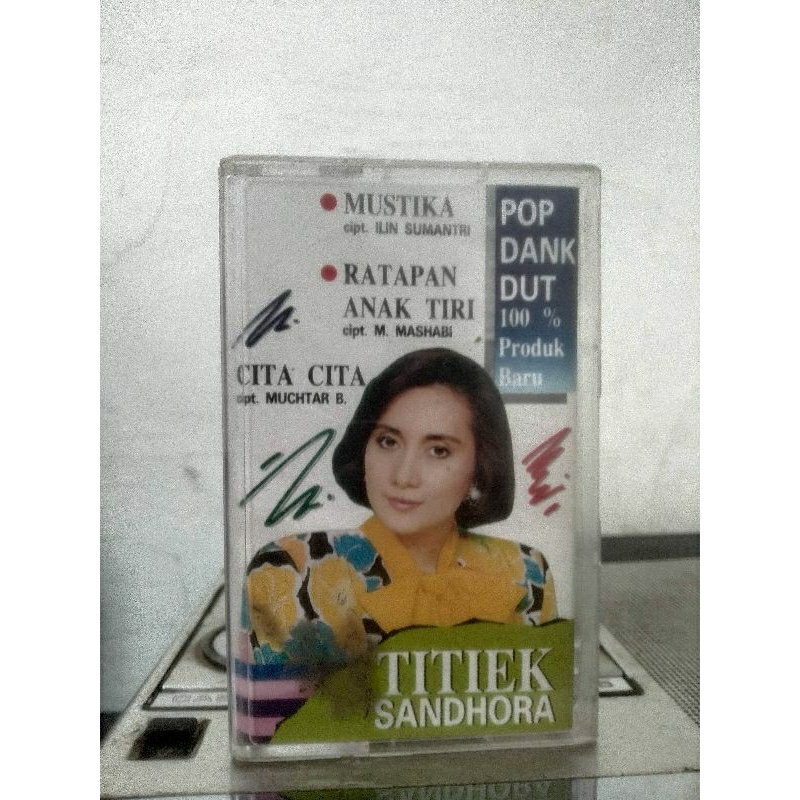 MUSTIKA
cipt. ILIN SUMANTRI
RATAPAN
ANAK TIRI
cipt. M. MASHABI
CITA CITA
cipt. MUCHTAR B.
POP
DANK
DUT
100 %
Produk
Baru
TITIEK
SANDHORA